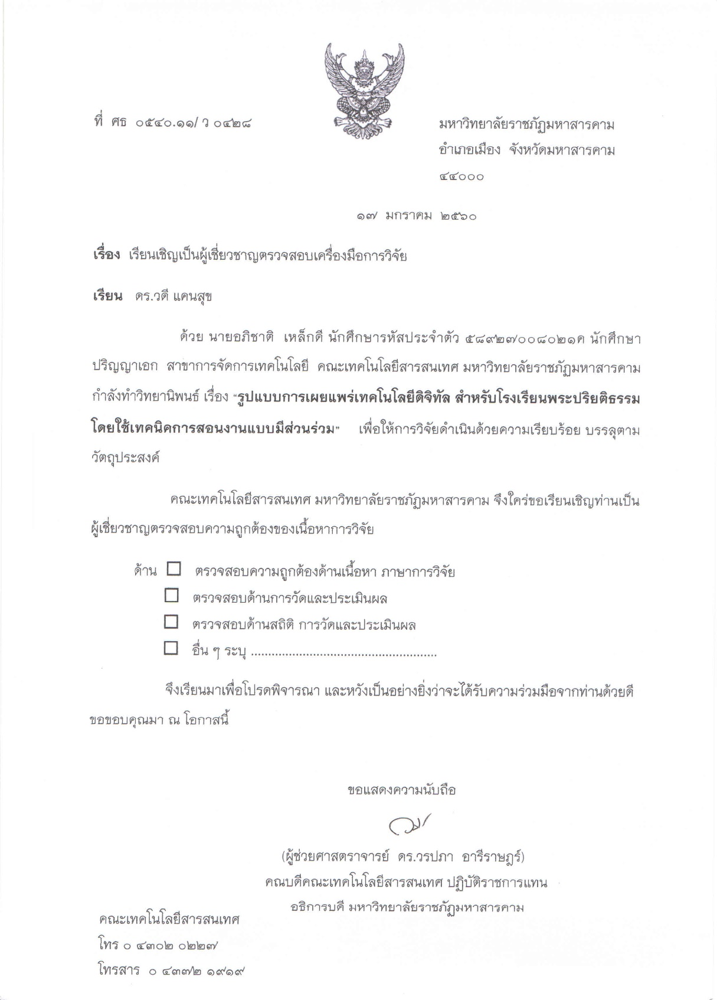 ที่ ศธ ๐๕๔๐.๑๑/ ว ๐๔๒๘
มหาวิทยาลัยราชภัฏมหาสารคาม
อำเภอเมือง จังหวัดมหาสารคาม
๔๔๐๐๐
๑๗ มกราคม ๒๕๖๐
เรื่อง เรียนเชิญเป็นผู้เชี่ยวชาญตรวจสอบเครื่องมือการวิจัย
เรียน ดร.วดี แคนสุข
ด้วย นายอภิชาติ เหล็กดี นักศึกษารหัสประจำตัว ๕๘๙๒๗๐๐๘๐๒๑ค นักศึกษา
ปริญญาเอก สาขาการจัดการเทคโนโลยี คณะเทคโนโลยีสารสนเทศ มหาวิทยาลัยราชภัฏมหาสารคาม
กำลังทำวิทยานิพนธ์ เรื่อง “รูปแบบการเผยแพร่เทคโนโลยีดิจิทัล สำหรับโรงเรียนพระปริยติธรรม
โดยใช้เทคนิคการสอนงานแบบมีส่วนร่วม” เพื่อให้การวิจัยดำเนินด้วยความเรียบร้อย บรรลุตาม
วัตถุประสงค์
คณะเทคโนโลยีสารสนเทศ มหาวิทยาลัยราชภัฏมหาสารคาม จึงใคร่ขอเรียนเชิญท่านเป็น
ผู้เชี่ยวชาญตรวจสอบความถูกต้องของเนื้อหาการวิจัย
ด้าน ☐ ตรวจสอบความถูกต้องด้านเนื้อหา ภาษาการวิจัย
☐ ตรวจสอบด้านการวัดและประเมินผล
☐ ตรวจสอบด้านสถิติ การวัดและประเมินผล
☐ อื่น ๆ ระบุ ......................................................
จึงเรียนมาเพื่อโปรดพิจารณา และหวังเป็นอย่างยิ่งว่าจะได้รับความร่วมมือจากท่านด้วยดี
ขอขอบคุณมา ณ โอกาสนี้
ขอแสดงความนับถือ
(ผู้ช่วยศาสตราจารย์ ดร.วรปภา อารีราษฎร์)
คณบดีคณะเทคโนโลยีสารสนเทศ ปฏิบัติราชการแทน
อธิการบดี มหาวิทยาลัยราชภัฏมหาสารคาม
คณะเทคโนโลยีสารสนเทศ
โทร ๐ ๔๓๐๒ ๐๒๒๗
โทรสาร ๐ ๔๓๗๒ ๑๙๑๙